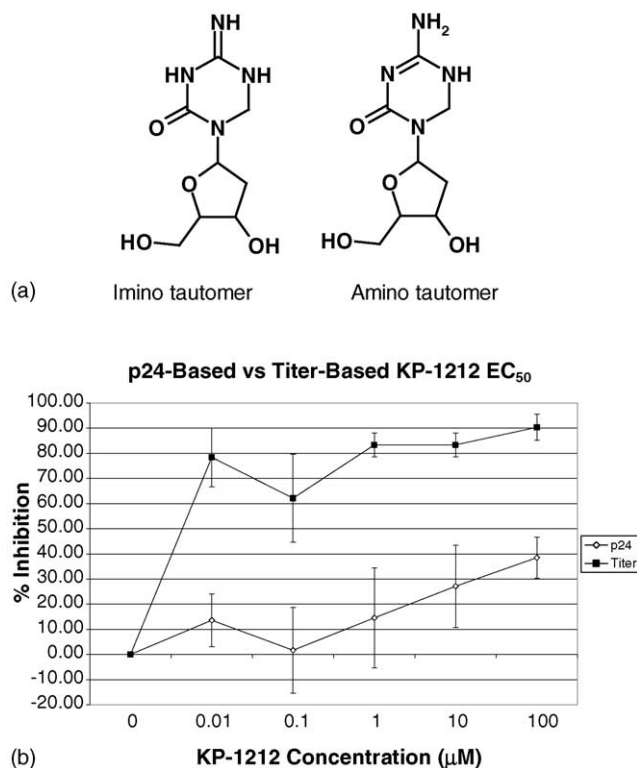 (a)
NH
HN
NH
O
N
O
HO
OH
Imino tautomer
NH₂
N
NH
O
N
O
HO
OH
Amino tautomer
p24-Based vs Titer-Based KP-1212 EC₅₀
% Inhibition
100.00
90.00
80.00
70.00
60.00
50.00
40.00
30.00
20.00
10.00
0.00
-10.00
-20.00
0 0.01 0.1 1 10 100
p24
Titer
(b)
KP-1212 Concentration (μM)